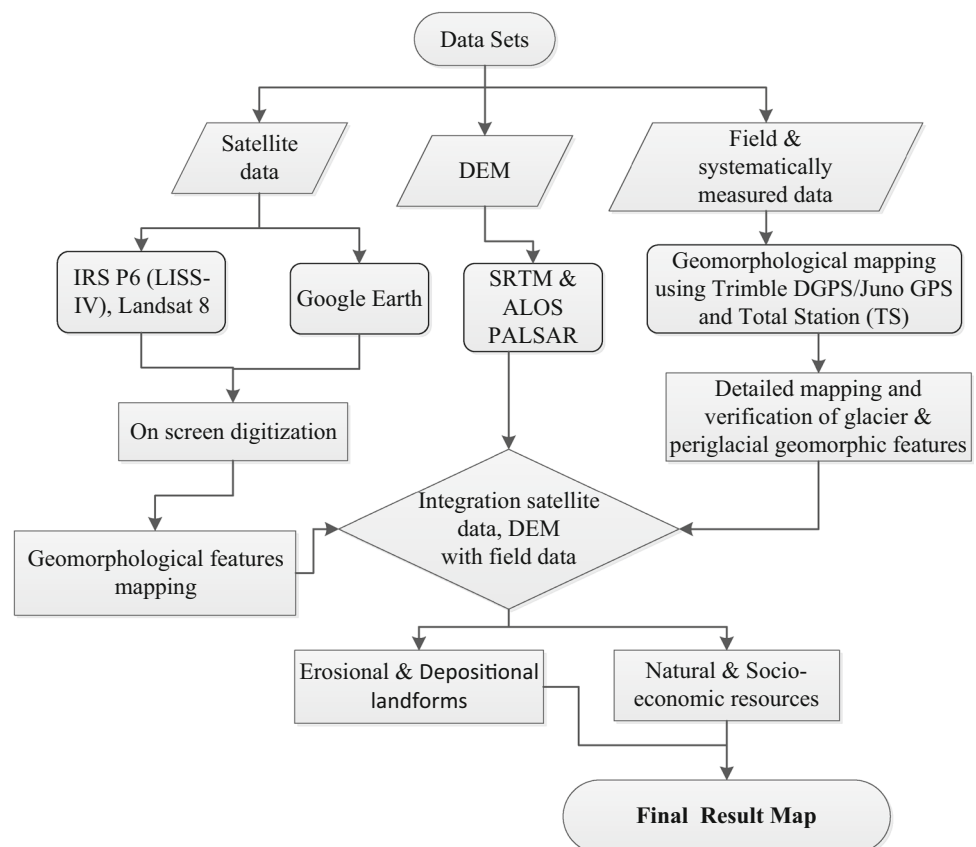 Data Sets
Satellite
data
DEM
Field &
systematically
measured data
IRS P6 (LISS-
IV), Landsat 8
Google Earth
SRTM &
ALOS
PALSAR
Geomorphological mapping
using Trimble DGPS/Juno GPS
and Total Station (TS)
On screen digitization
Detailed mapping and
verification of glacier &
periglacial geomorphic features
Geomorphological features
mapping
Integration satellite
data, DEM
with field data
Erosional & Depositional
landforms
Natural & Socio-
economic resources
Final Result Map